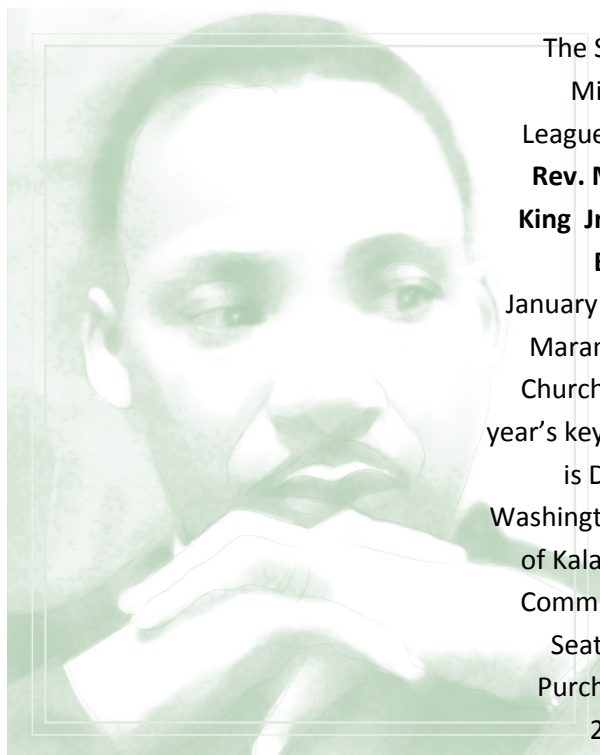 The S
Mi
League
Rev. M
King Jr
E
January
Maran
Church
year's key
is D
Washingt
of Kala
Comm
Seat
Purch
2